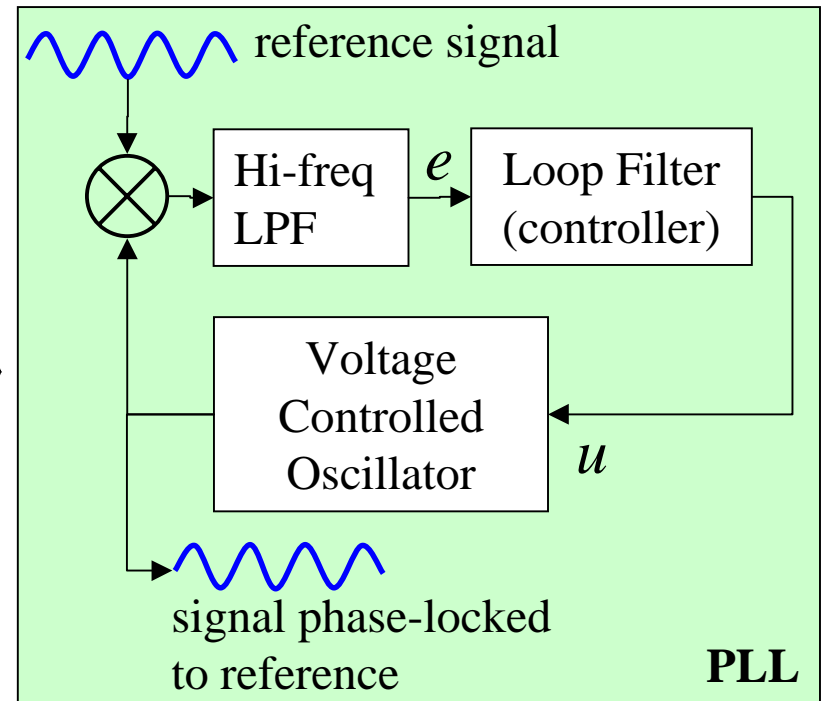 reference signal
Hi-freq
LPF
e
Loop Filter
(controller)
Voltage
Controlled
Oscillator
u
signal phase-locked
to reference
PLL